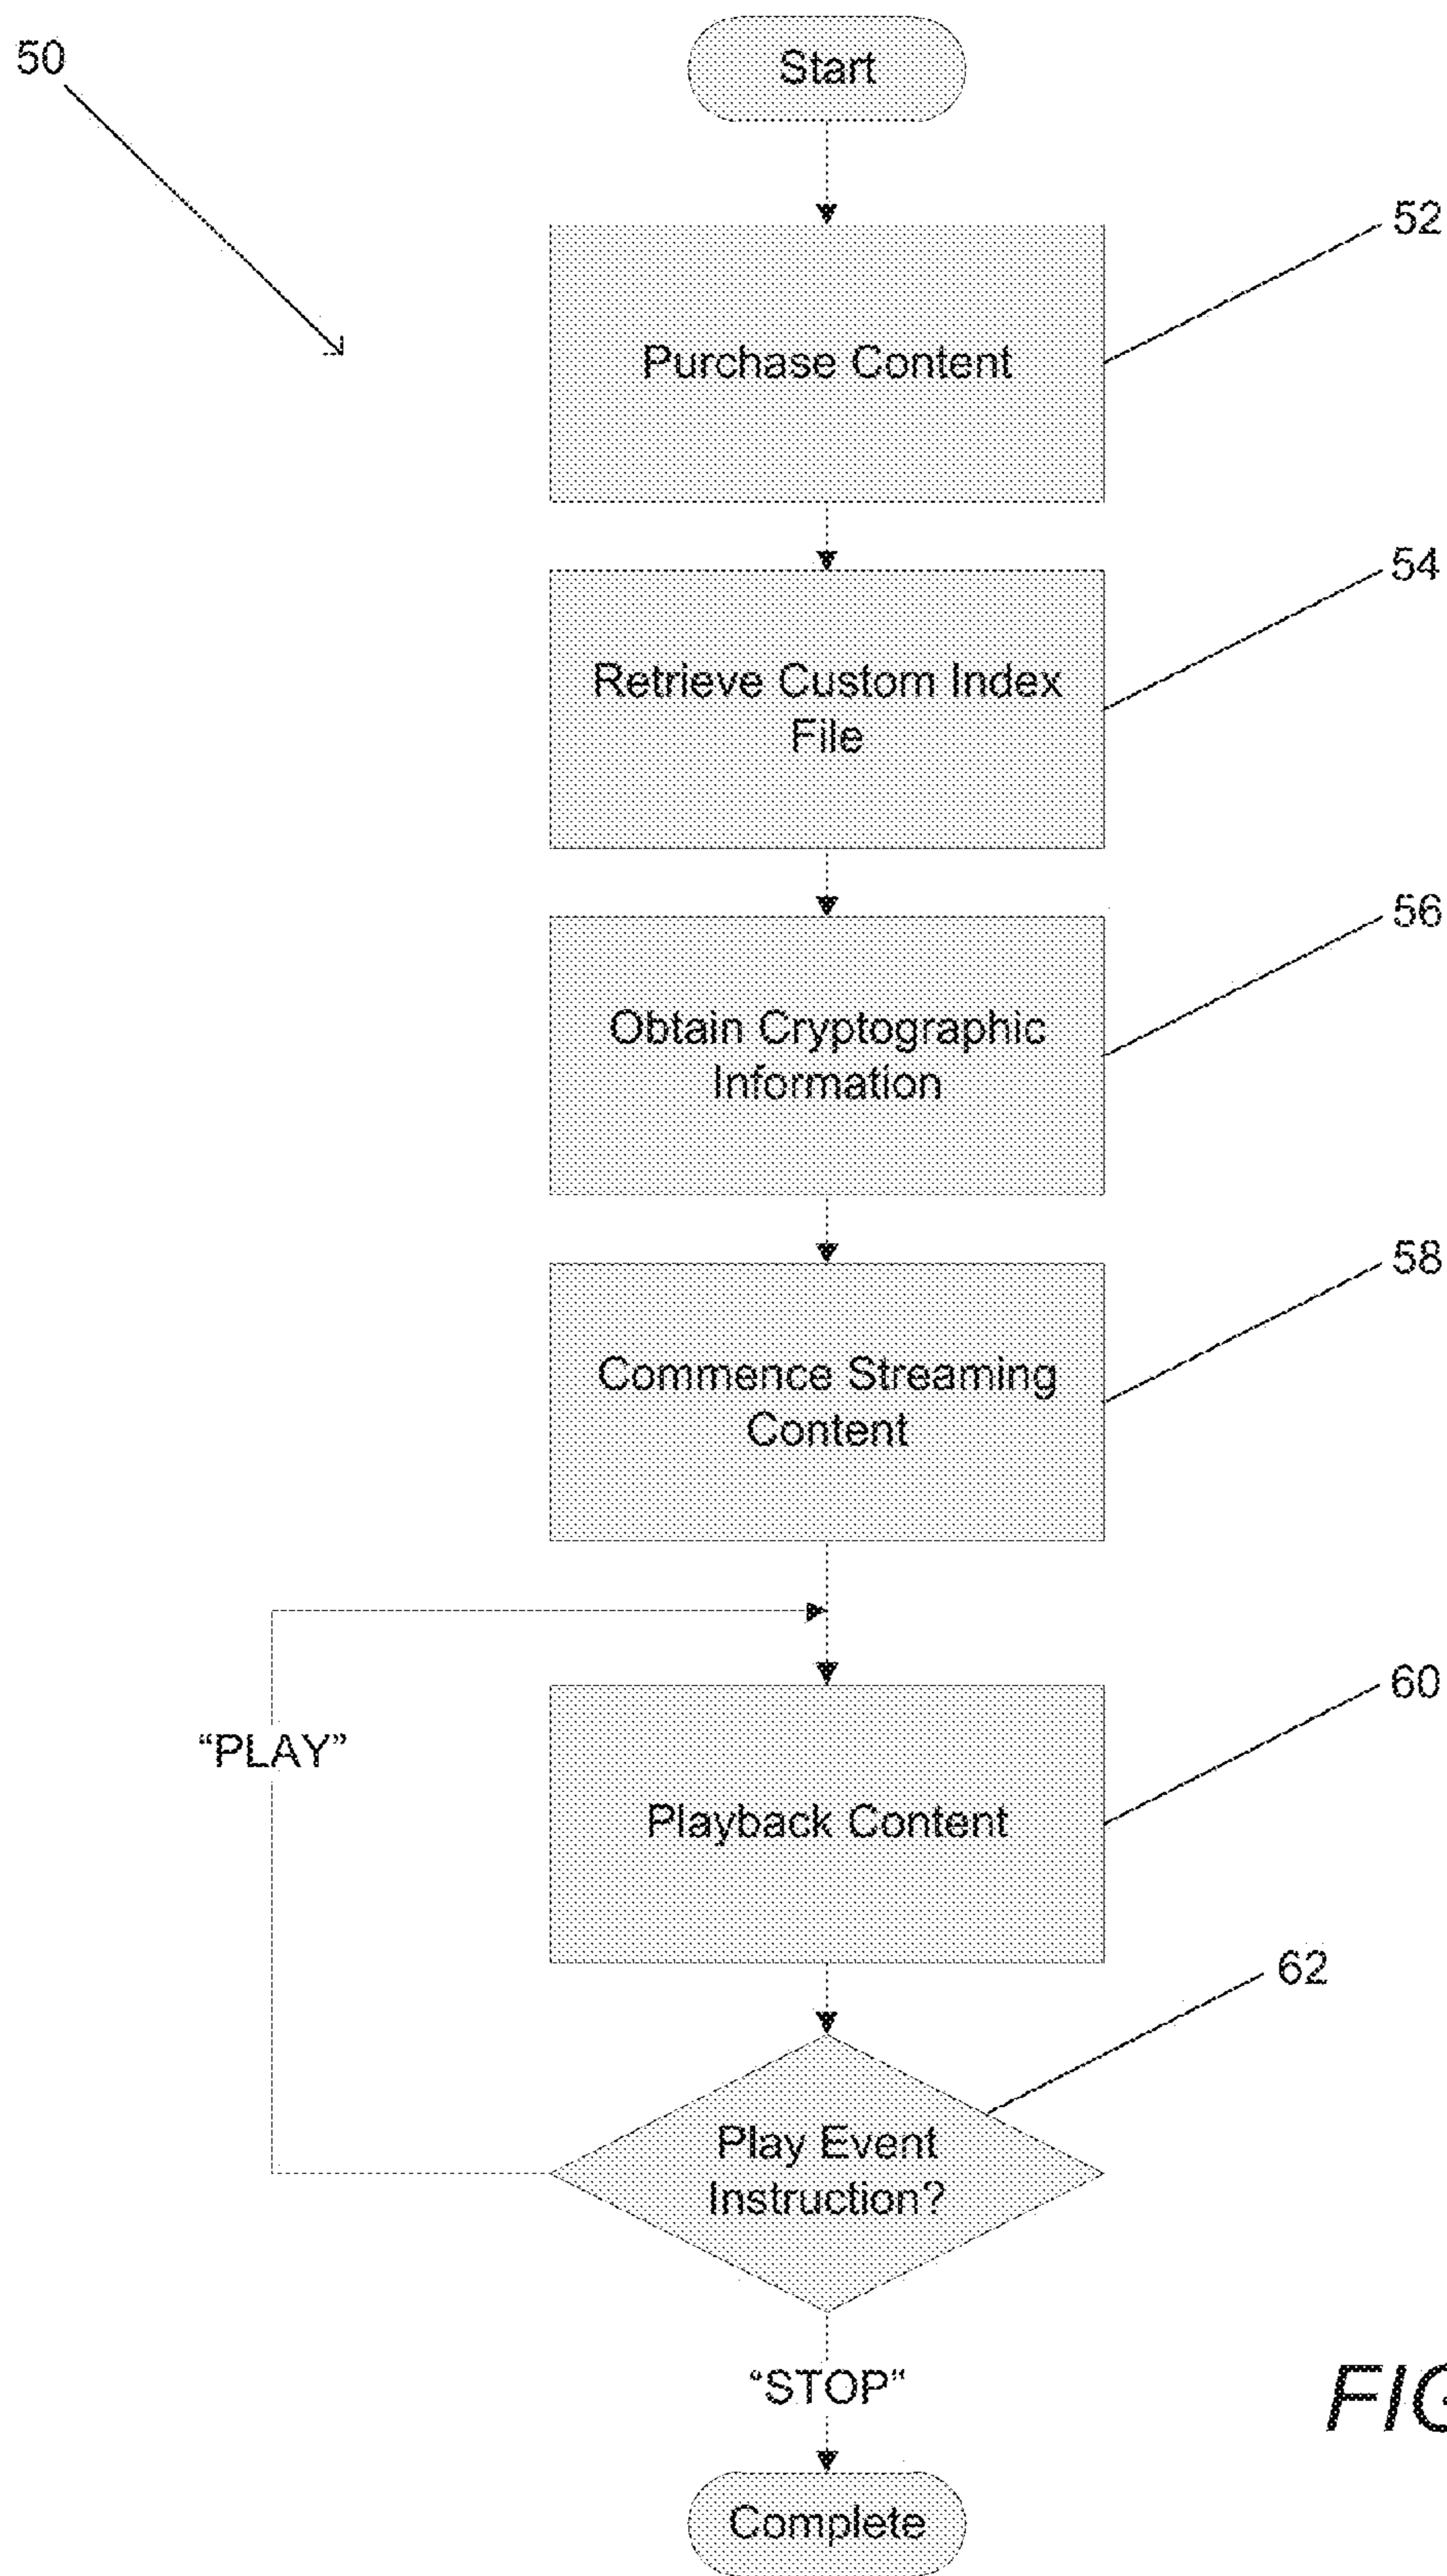 50
Start
52
Purchase Content
54
Retrieve Custom Index
File
56
Obtain Cryptographic
Information
58
Commence Streaming
Content
60
"PLAY"
Playback Content
62
Play Event
Instruction?
"STOP"
Complete